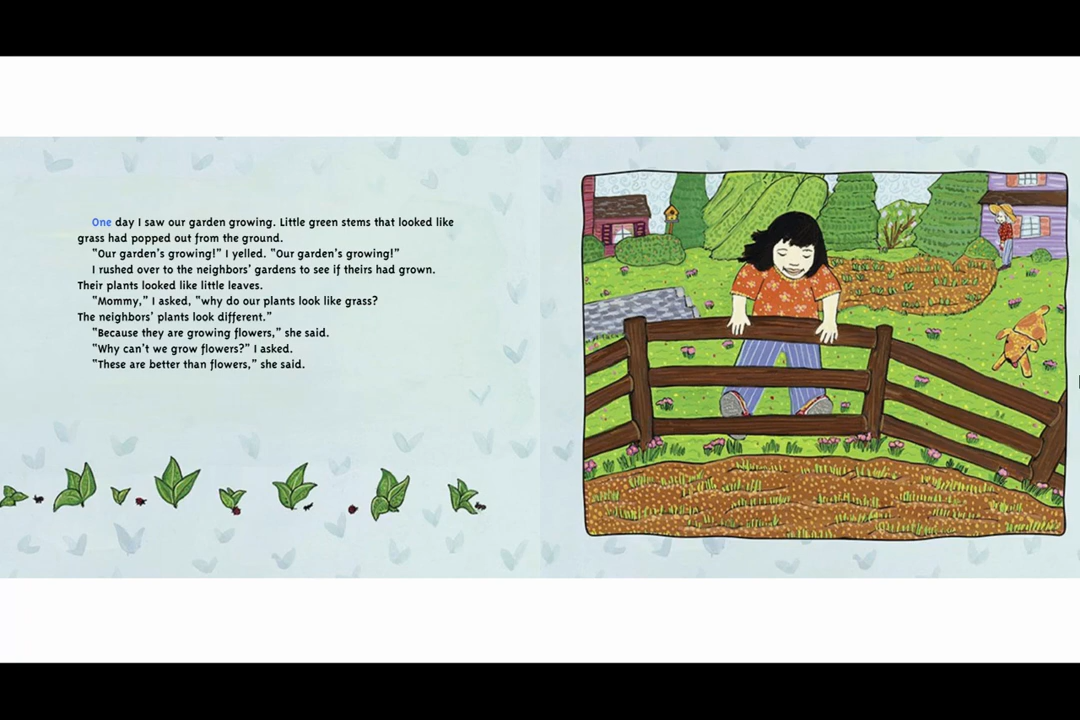 One day I saw our garden growing. Little green stems that looked like
grass had popped out from the ground.
"Our garden's growing!" I yelled. "Our garden's growing!"
I rushed over to the neighbors' gardens to see if theirs had grown.
Their plants looked like little leaves.
"Mommy," I asked, "why do our plants look like grass?
The neighbors' plants look different."
"Because they are growing flowers," she said.
"Why can't we grow flowers?" I asked.
"These are better than flowers," she said.